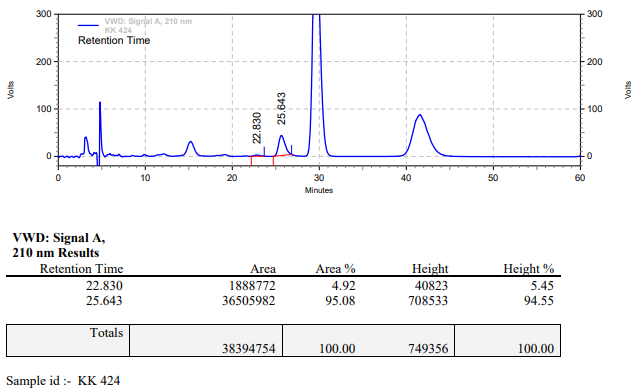 VWD: Signal A, 210 nm
KK 424
Retention Time
300 300
200 200
Volts Volts
100 100
22.830 25.643
0 0
0 10 20 30 40 50 60
Minutes
VWD: Signal A,
210 nm Results
Retention Time Area Area % Height Height %
22.830 1888772 4.92 40823 5.45
25.643 36505982 95.08 708533 94.55
Totals
38394754 100.00 749356 100.00
Sample id :- KK 424